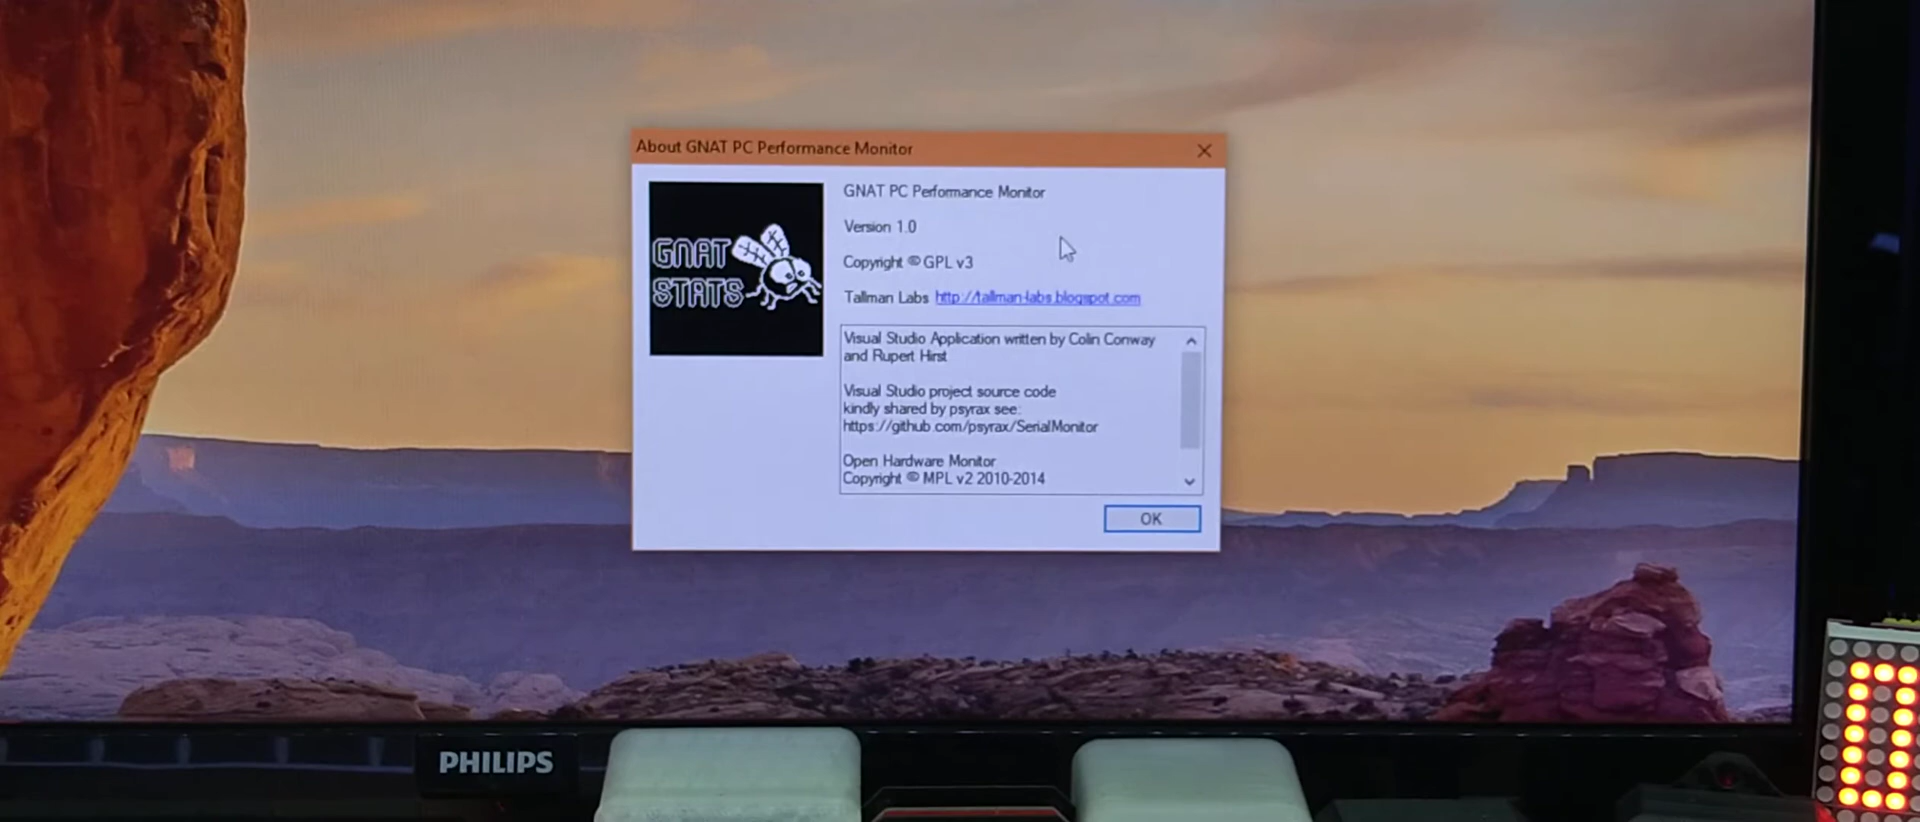 About GNAT PC Performance Monitor
GNAT
STATS
GNAT PC Performance Monitor
Version 1.0
Copyright © GPL v3
Tallman Labs http://tallman-labs.blogspot.com
Visual Studio Application written by Colin Conway
and Rupert Hirst
Visual Studio project source code
kindly shared by psyrax see:
https://github.com/psyrax/SerialMonitor
Open Hardware Monitor
Copyright © MPL v2 2010-2014
OK
PHILIPS
0